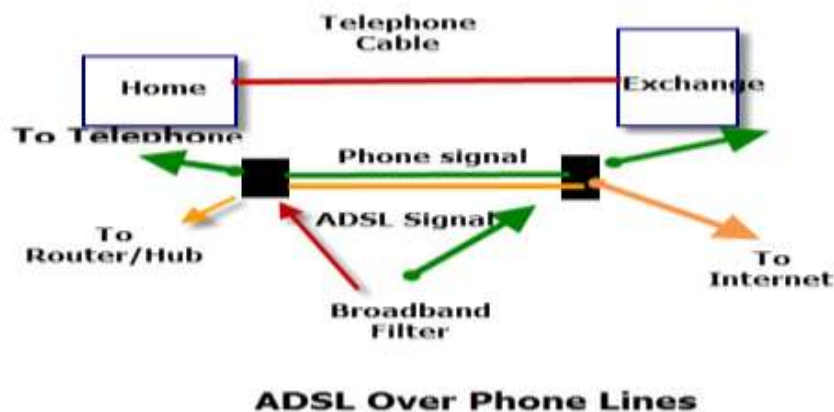 Telephone
Cable
Home
Exchange
To Telephone
Phone signal
ADSL Signal
To
Router/Hub
To
Internet
Broadband
Filter
ADSL Over Phone Lines